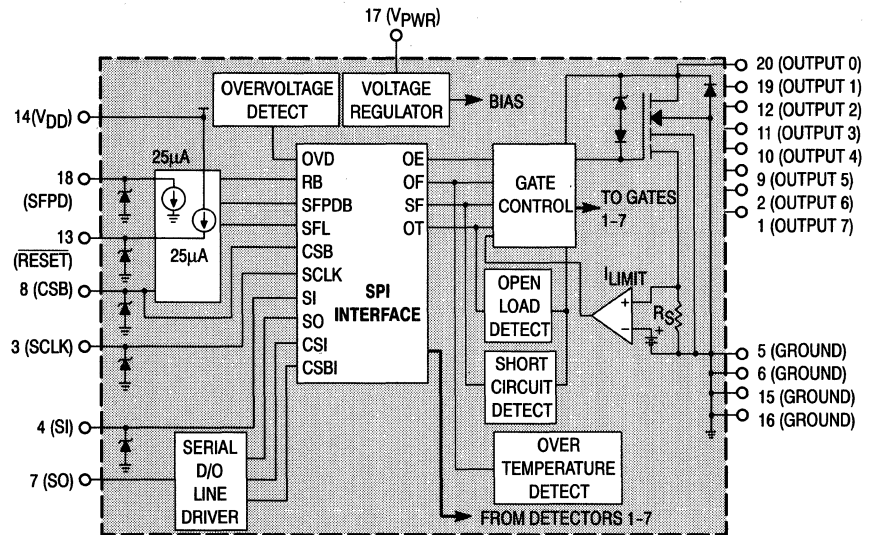 17 (VPWR)
20 (OUTPUT 0)
19 (OUTPUT 1)
12 (OUTPUT 2)
11 (OUTPUT 3)
10 (OUTPUT 4)
9 (OUTPUT 5)
2 (OUTPUT 6)
1 (OUTPUT 7)
OVERVOLTAGE
DETECT
VOLTAGE
REGULATOR
BIAS
14(VDD)
25μA
18
(SFPD)
13
(RESET)
25μA
8 (CSB)
3 (SCLK)
4 (SI)
7 (SO)
OVD
RB
SFPDB
SFL
CSB
SCLK
SI
SO
CSI
CSBI
SPI
INTERFACE
OE
OF
SF
OT
GATE
CONTROL
TO GATES
1–7
OPEN
LOAD
DETECT
ILIMIT
+
–
RS
+
SHORT
CIRCUIT
DETECT
5 (GROUND)
6 (GROUND)
15 (GROUND)
16 (GROUND)
SERIAL
D/O
LINE
DRIVER
OVER
TEMPERATURE
DETECT
FROM DETECTORS 1–7